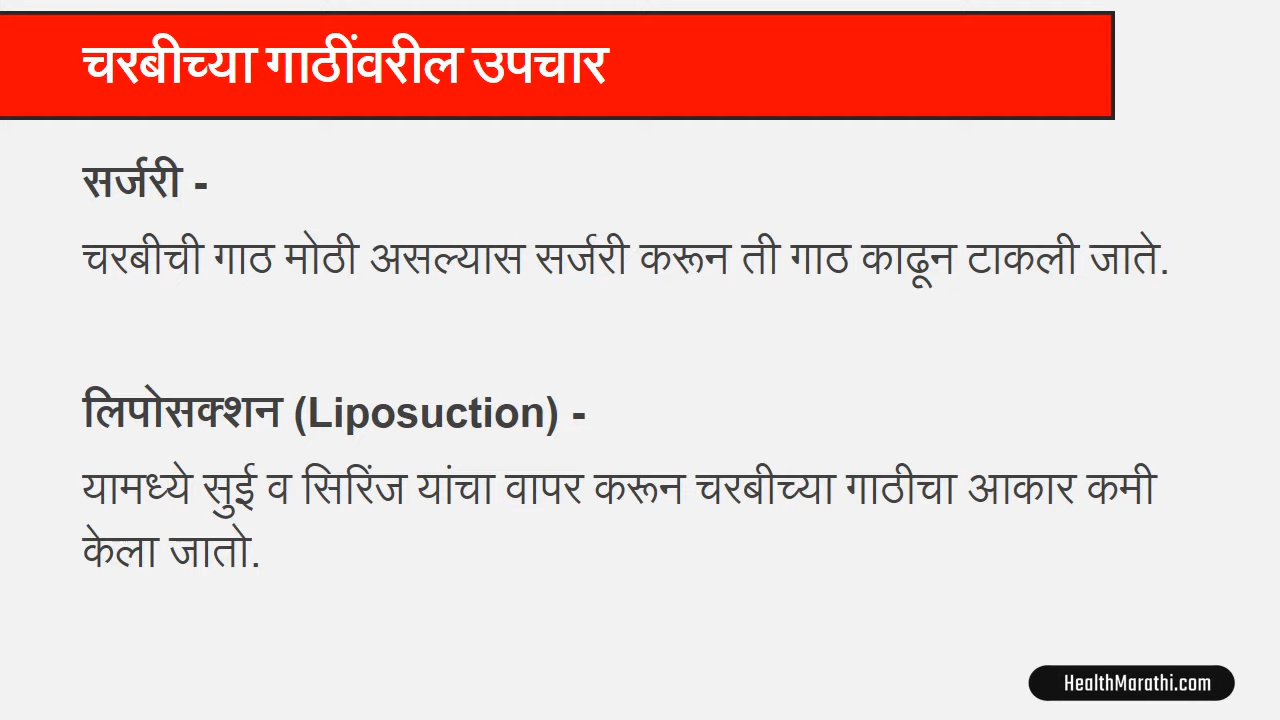 चरबीच्या गाठींवरील उपचार
सर्जरी -
चरबीची गाठ मोठी असल्यास सर्जरी करून ती गाठ काढून टाकली जाते.
लिपोसक्शन (Liposuction) -
यामध्ये सुई व सिरिंज यांचा वापर करून चरबीच्या गाठीचा आकार कमी
केला जातो.
HealthMarathi.com